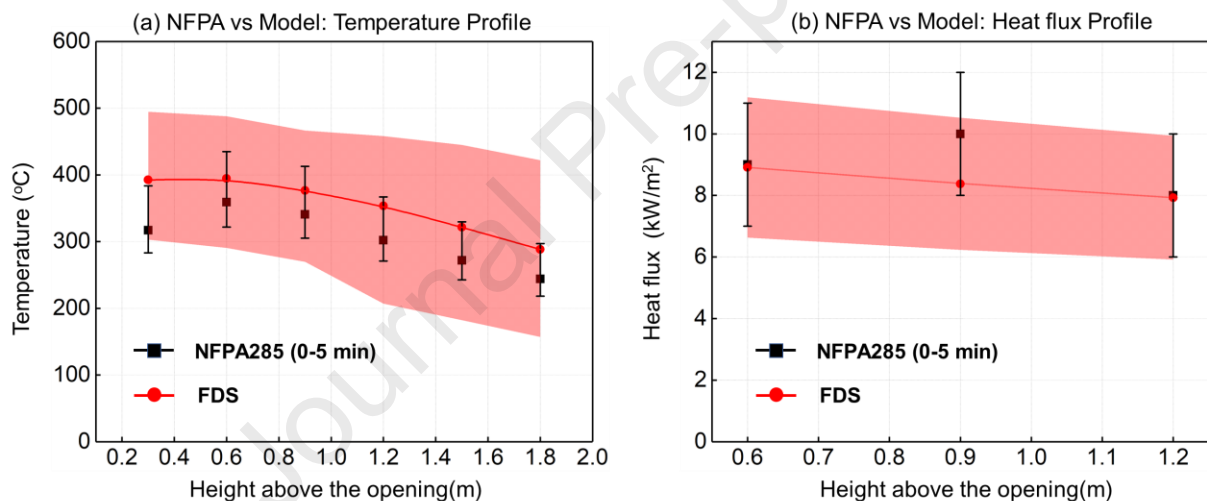 (a) NFPA vs Model: Temperature Profile
600
500
400
300
200
100
0
Temperature (°C)
NFPA285 (0-5 min)
FDS
0.2 0.4 0.6 0.8 1.0 1.2 1.4 1.6 1.8 2.0
Height above the opening(m)
(b) NFPA vs Model: Heat flux Profile
12
10
8
6
4
2
0
Heat flux (kW/m²)
NFPA285 (0-5 min)
FDS
0.6 0.7 0.8 0.9 1.0 1.1 1.2
Height above the opening(m)
Journal Pre-p